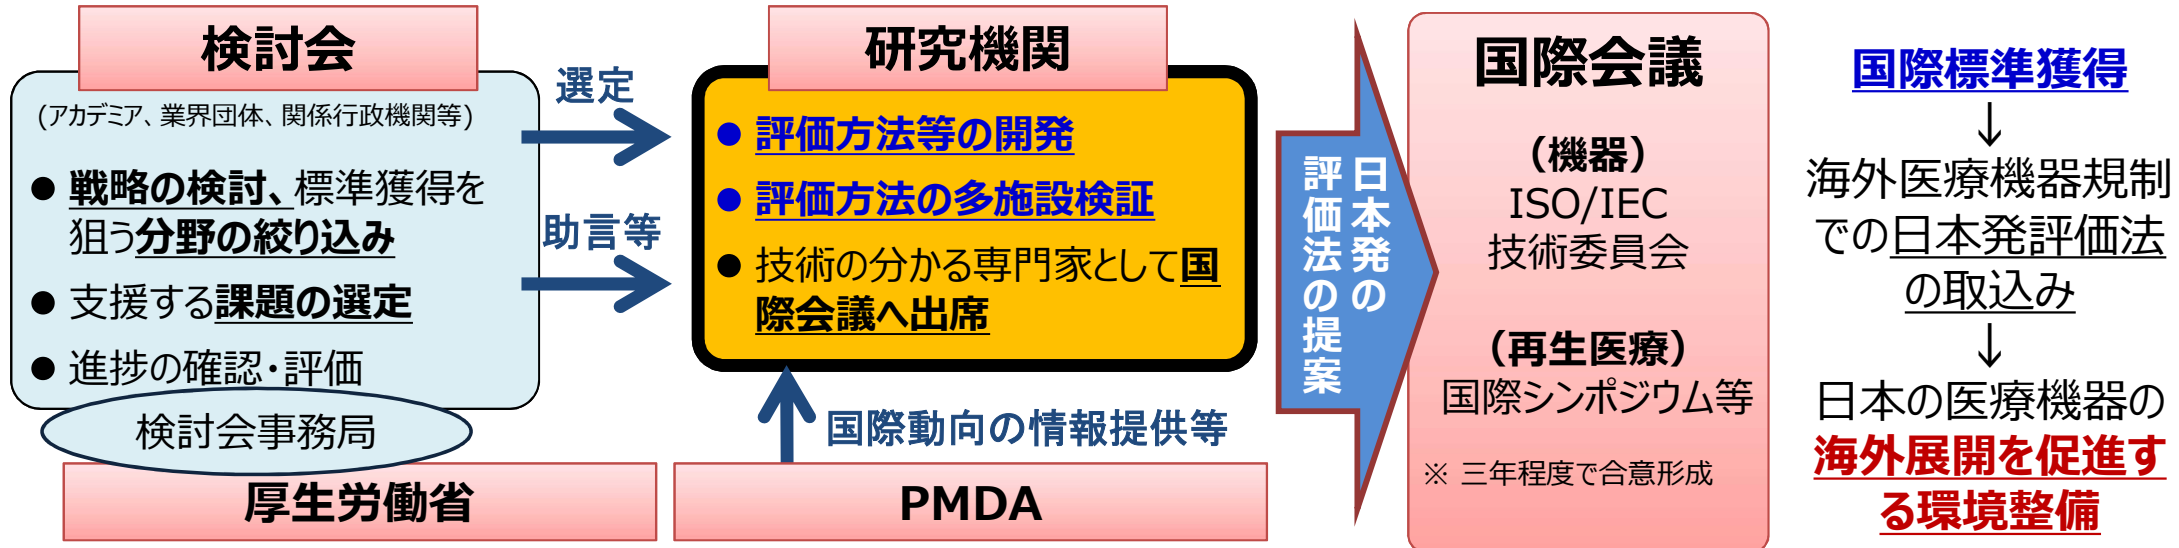 検討会
(アカデミア、業界団体、関係行政機関等)
● 戦略の検討、標準獲得を
狙う分野の絞り込み
● 支援する課題の選定
● 進捗の確認・評価
検討会事務局
厚生労働省
選定
助言等
研究機関
● 評価方法等の開発
● 評価方法の多施設検証
● 技術の分かる専門家として国
際会議へ出席
国際動向の情報提供等
PMDA
日本発の
評価法の提案
国際会議
（機器）
ISO/IEC
技術委員会
（再生医療）
国際シンポジウム等
※ 三年程度で合意形成
国際標準獲得
↓
海外医療機器規制
での日本発評価法
の取込み
↓
日本の医療機器の
海外展開を促進す
る環境整備